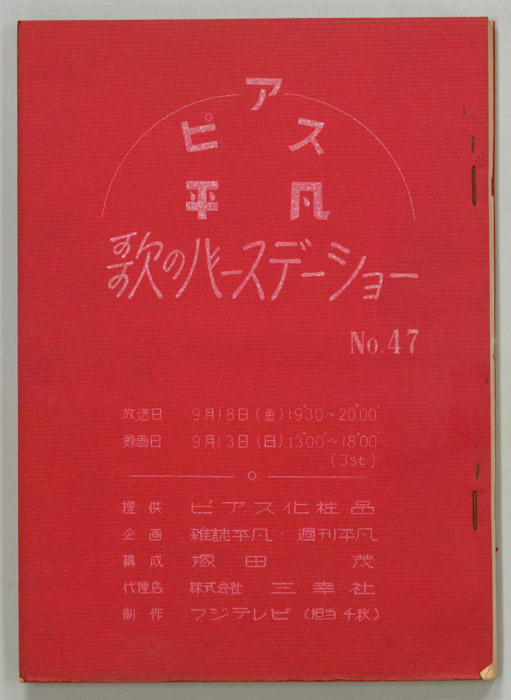 ピアス
平凡
歌のバースデーショー
No.47
放送日 9月18日(金)19°30′~20°00′
録画日 9月13日(日)13°00′~18°00′
(3st)
提供 ピアス化粧品
企画 雑誌平凡・週刊平凡
構成 塚田 茂
代理店 株式会社 三幸社
制作 フジテレビ(担当 千秋)